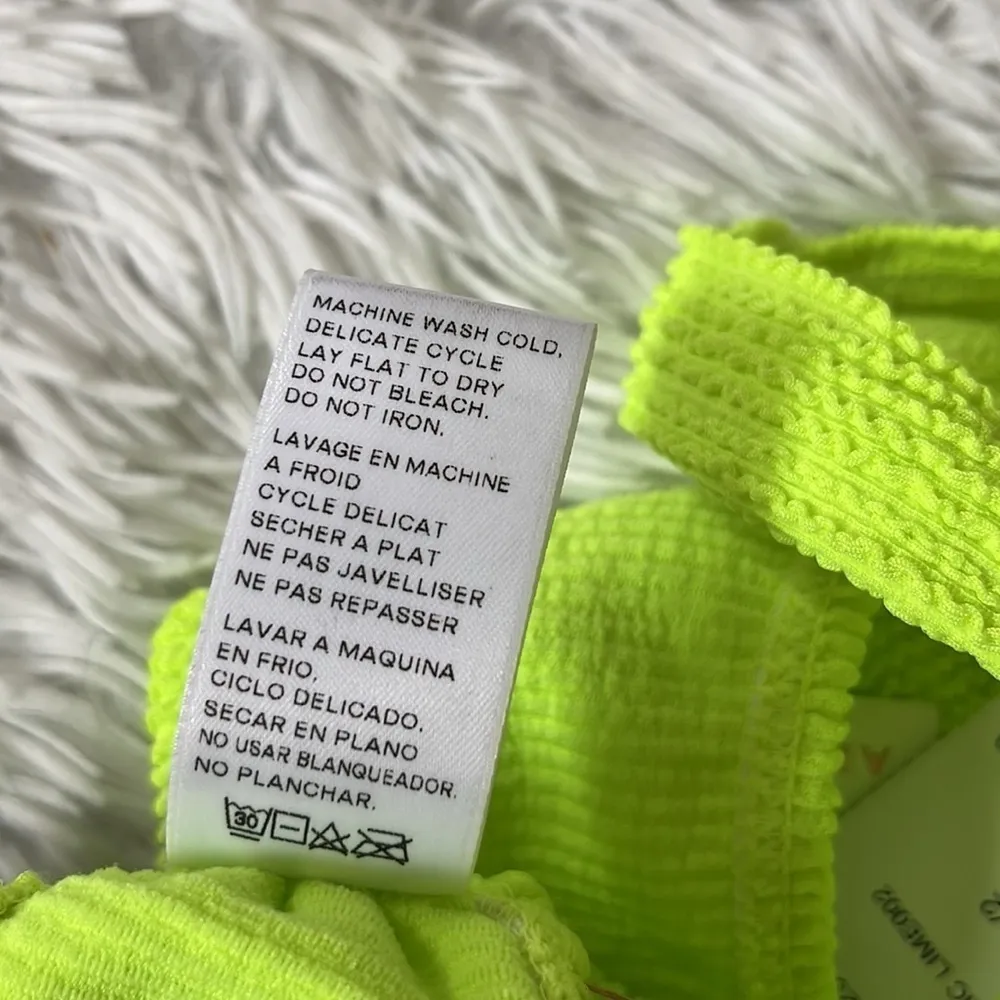 MACHINE WASH COLD,
DELICATE CYCLE
LAY FLAT TO DRY
DO NOT BLEACH.
DO NOT IRON.
LAVAGE EN MACHINE
A FROID
CYCLE DELICAT
SECHER A PLAT
NE PAS JAVELLISER
NE PAS REPASSER
LAVAR A MAQUINA
EN FRIO,
CICLO DELICADO.
SECAR EN PLANO
NO USAR BLANQUEADOR.
NO PLANCHAR.
30
LIME002